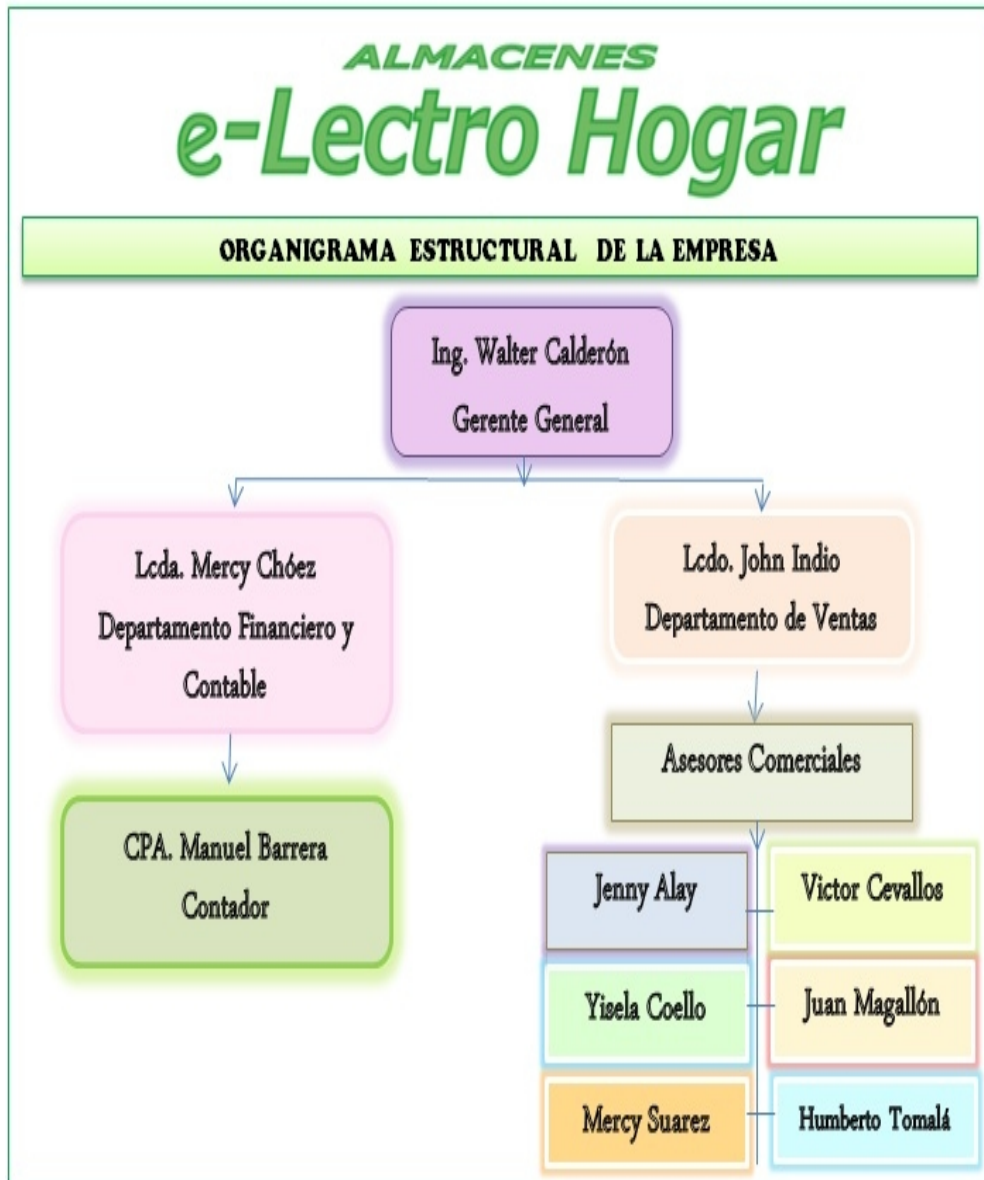 ALMACENES
e-Lectro Hogar
ORGANIGRAMA ESTRUCTURAL DE LA EMPRESA
Ing. Walter Calderón
Gerente General
Lcda. Mercy Chóez
Departamento Financiero y
Contable
Lcdo. John Indio
Departamento de Ventas
CPA. Manuel Barrera
Contador
Asesores Comerciales
Jenny Alay
Victor Cevallos
Yisela Coello
Juan Magallón
Mercy Suarez
Humberto Tomalá